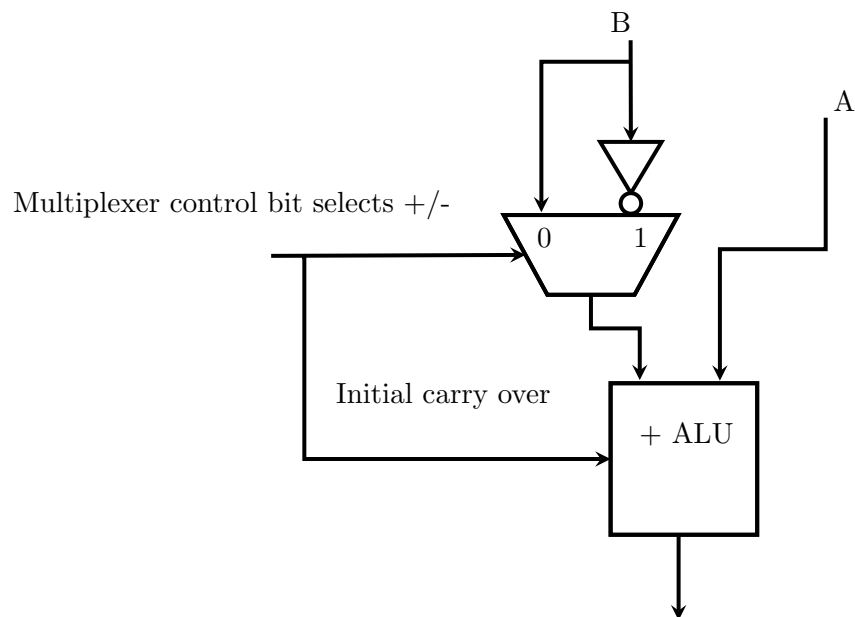 B
A
Multiplexer control bit selects +/-
0 1
Initial carry over
+ ALU